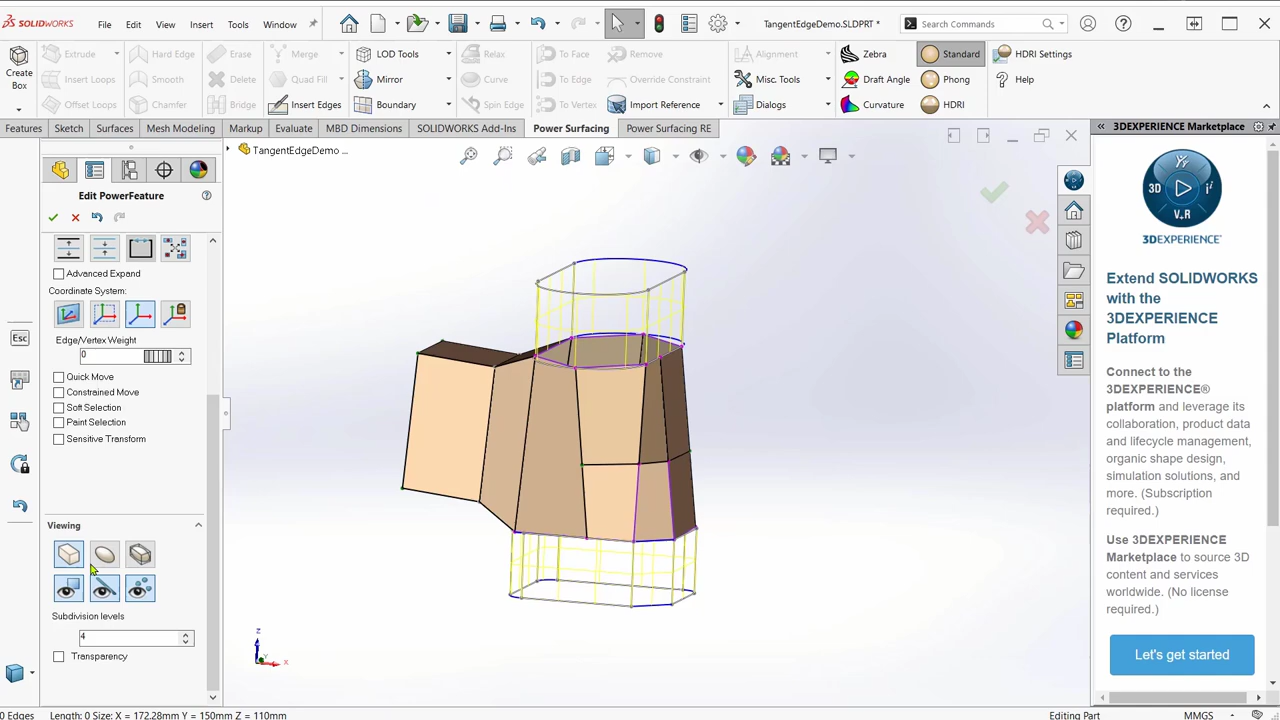 File Edit View Insert Tools Window
TangentEdgeDemo.SLDPRT *
Search Commands
Create Box
Extrude Hard Edge Erase Merge LOD Tools Relax To Face Remove Alignment Zebra Standard HDRI Settings
Insert Loops Smooth Delete Quad Fill Mirror Curve To Edge Override Constraint Misc. Tools Draft Angle Phong Help
Offset Loops Chamfer Bridge Insert Edges Boundary Spin Edge To Vertex Import Reference Dialogs Curvature HDRI
Features Sketch Surfaces Mesh Modeling Markup Evaluate MBD Dimensions SOLIDWORKS Add-Ins Power Surfacing Power Surfacing RE
3DEXPERIENCE Marketplace
TangentEdgeDemo ...
Edit PowerFeature
Advanced Expand
Coordinate System:
Edge/Vertex Weight
0
Quick Move
Constrained Move
Soft Selection
Paint Selection
Sensitive Transform
Viewing
Subdivision levels
4
Transparency
Esc
Z
X
Y
3D
V.R
3DEXPERIENCE
Extend SOLIDWORKS
with the
3DEXPERIENCE
Platform
Connect to the
3DEXPERIENCE®
platform and leverage its
collaboration, product data
and lifecycle management,
organic shape design,
simulation solutions, and
more. (Subscription
required.)
Use 3DEXPERIENCE
Marketplace to source 3D
content and services
worldwide. (No license
required.)
Let's get started
0 Edges Length: 0 Size: X = 172.28mm Y = 150mm Z = 110mm
Editing Part
MMGS